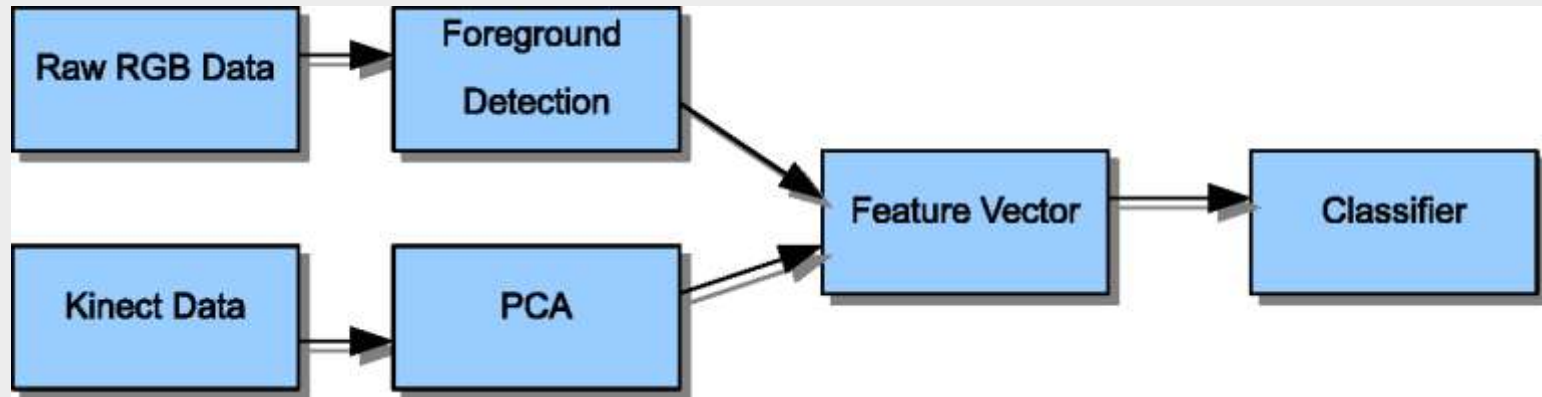 Raw RGB Data
Foreground
Detection
Feature Vector
Classifier
Kinect Data
PCA